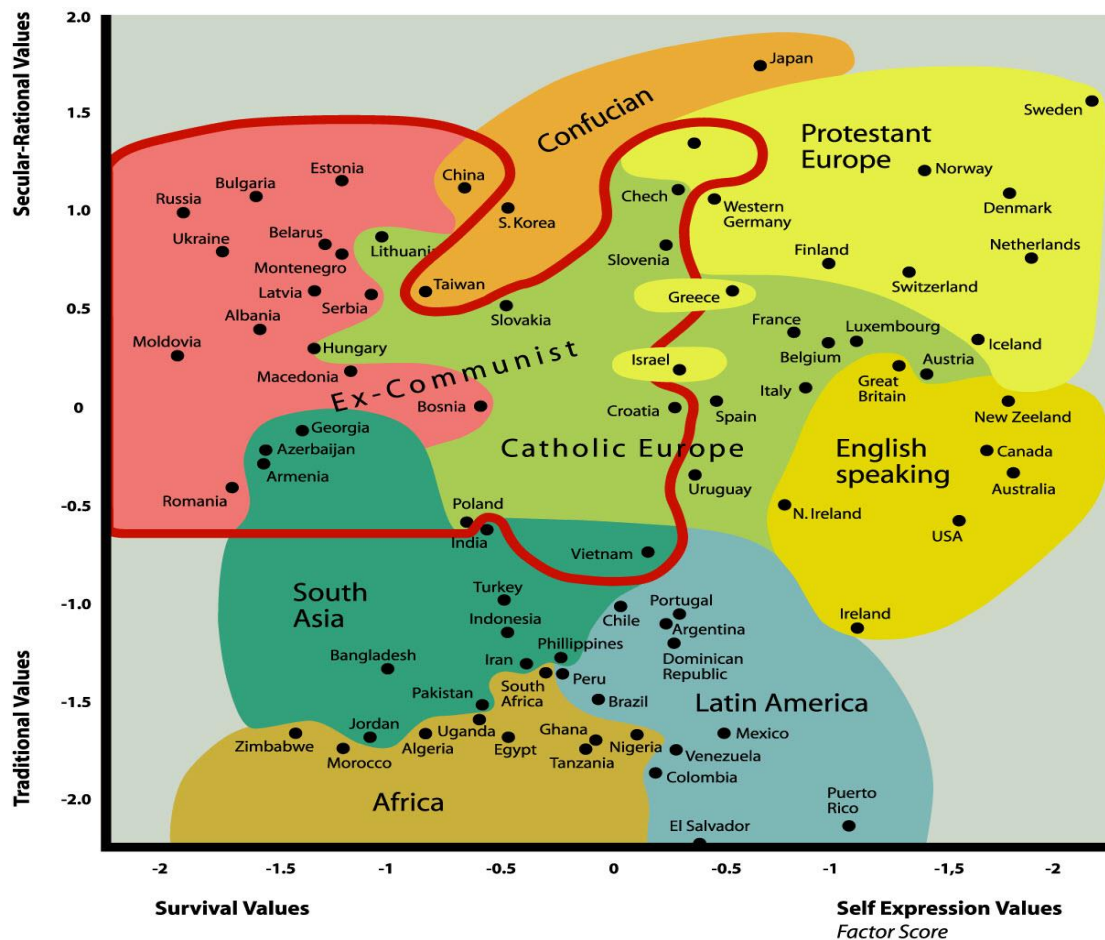 2.0
Secular-Rational Values
Japan
Confucian
1.5
Sweden
Protestant
Europe
Estonia
China
Norway
Bulgaria
Chech
Russia
Western
Germany
Denmark
1.0
S. Korea
Ukraine
Belarus
Lithuania
Slovenia
Finland
Netherlands
Montenegro
Switzerland
Latvia
Serbia
Taiwan
Greece
0.5
Slovakia
Albania
France
Luxembourg
Moldovia
Hungary
Israel
Belgium
Austria
Iceland
Macedonia
Ex-Communist
Italy
Great
Britain
0
Bosnia
Croatia
Spain
New Zeeland
Georgia
Catholic Europe
English
speaking
Azerbaijan
Canada
Armenia
Uruguay
Australia
Romania
-0.5
Poland
N. Ireland
India
USA
Vietnam
South
Asia
Turkey
-1.0
Chile
Portugal
Ireland
Indonesia
Argentina
Phillippines
Dominican
Republic
Bangladesh
Iran
Peru
South
Africa
Pakistan
Brazil
Latin America
-1.5
Jordan
Uganda
Ghana
Mexico
Zimbabwe
Morocco
Algeria
Egypt
Tanzania
Nigeria
Venezuela
Colombia
Traditional Values
-2.0
Africa
Puerto
Rico
El Salvador
-2 -1.5 -1 -0.5 0 -0.5 -1 -1.5 -2
Survival Values
Self Expression Values
Factor Score